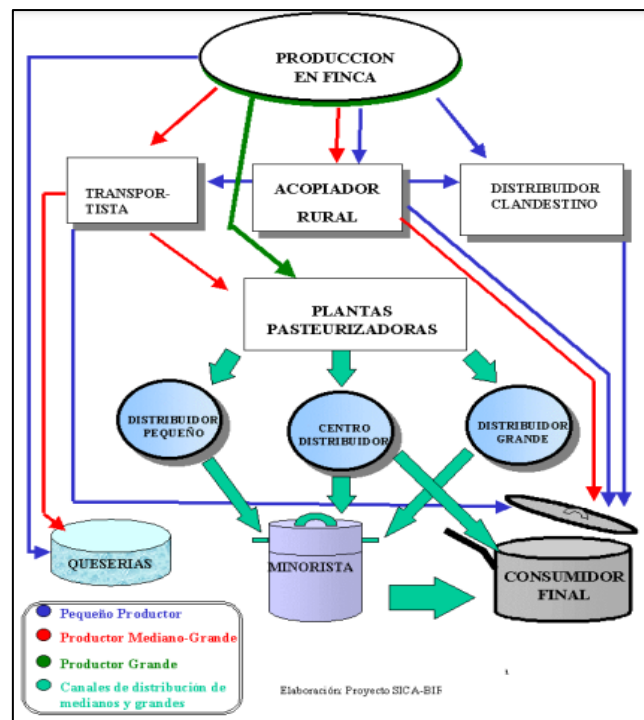 PRODUCCION
EN FINCA
TRANSPOR-
TISTA
ACOPIADOR
RURAL
DISTRIBUIDOR
CLANDESTINO
PLANTAS
PASTEURIZADORAS
DISTRIBUIDOR
PEQUEÑO
CENTRO
DISTRIBUIDOR
DISTRIBUIDOR
GRANDE
QUESERIAS
MINORISTA
CONSUMIDOR
FINAL
Pequeño Productor
Productor Mediano-Grande
Productor Grande
Canales de distribución de
medianos y grandes
Elaboración: Proyecto SICA-BIF
1